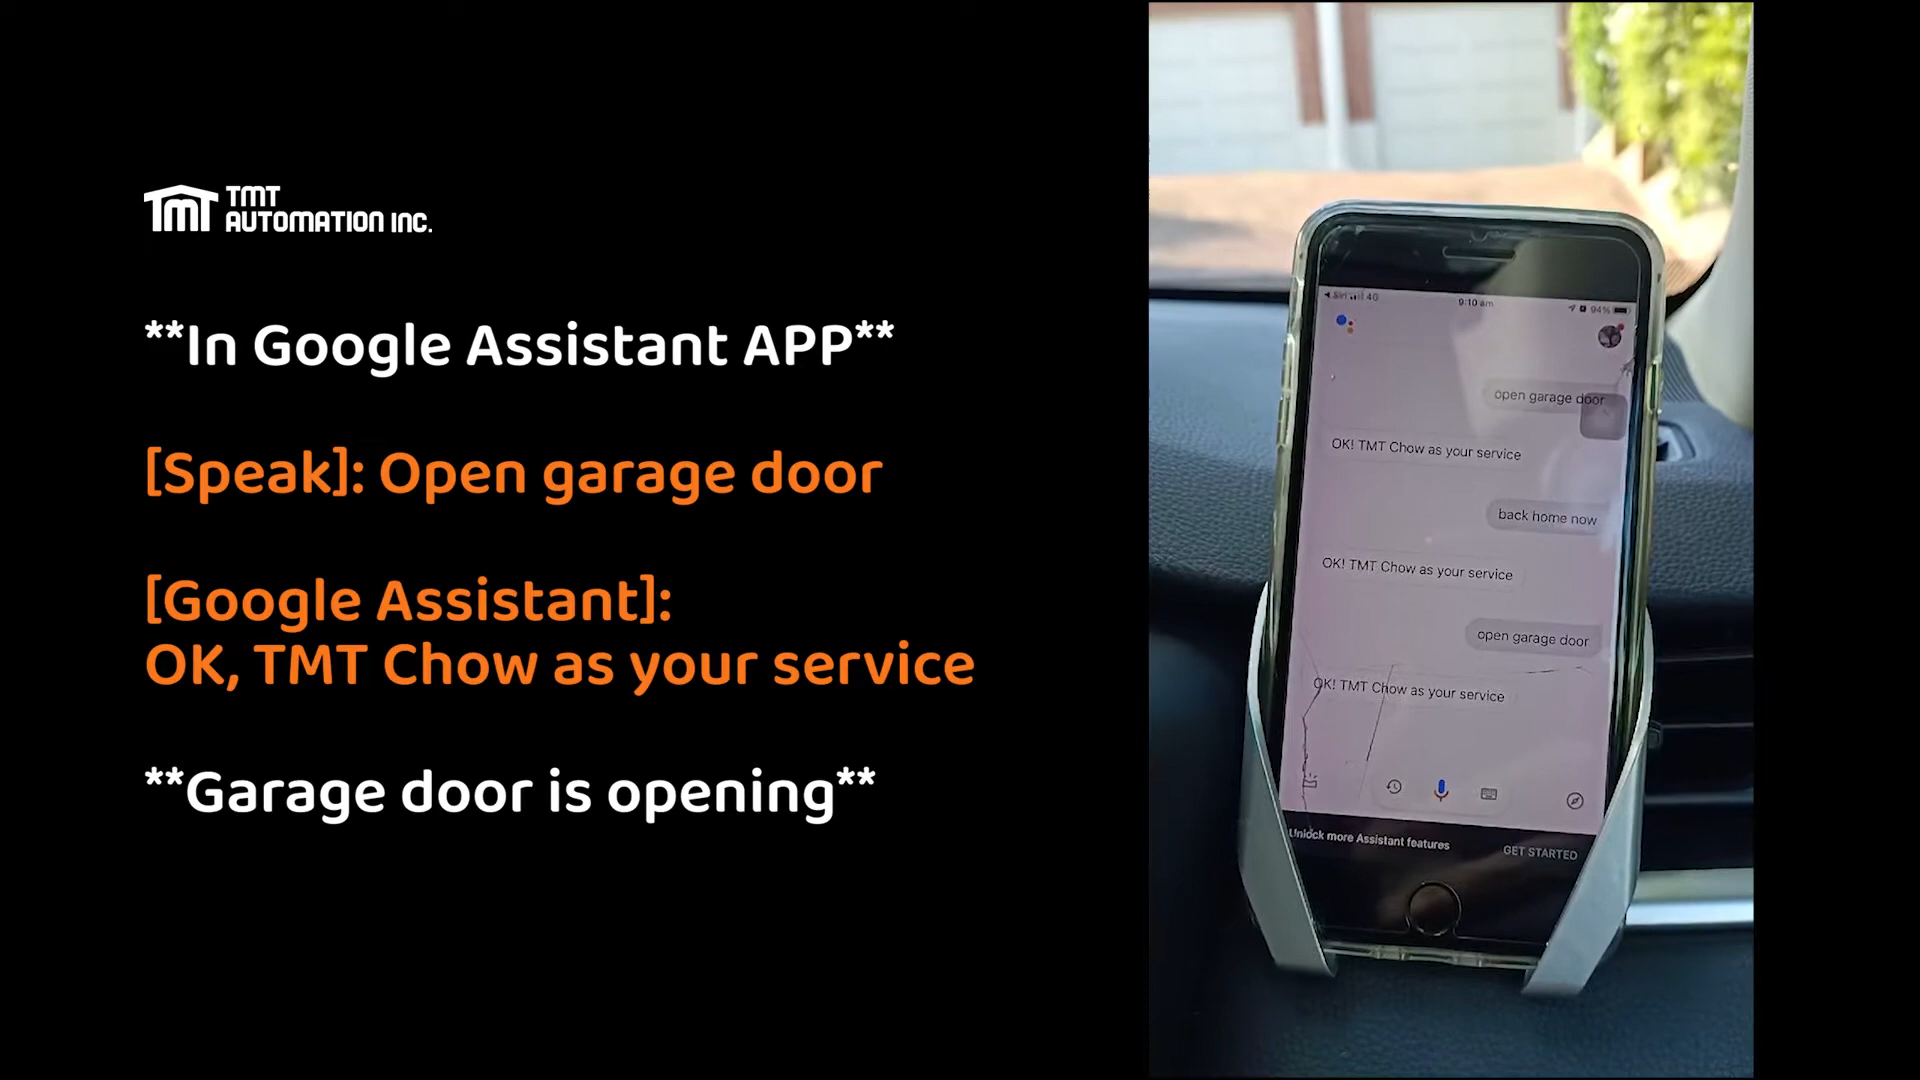 TMT
AUTOMATION INC.
**In Google Assistant APP**
[Speak]: Open garage door
[Google Assistant]:
OK, TMT Chow as your service
**Garage door is opening**
Siri 4G
9:10 am
94%
open garage door
OK! TMT Chow as your service
back home now
OK! TMT Chow as your service
open garage door
OK! TMT Chow as your service
Unlock more Assistant features
GET STARTED